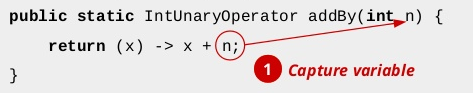 public static IntUnaryOperator addBy(int n) {
return (x) -> x + n;
1 Capture variable
}